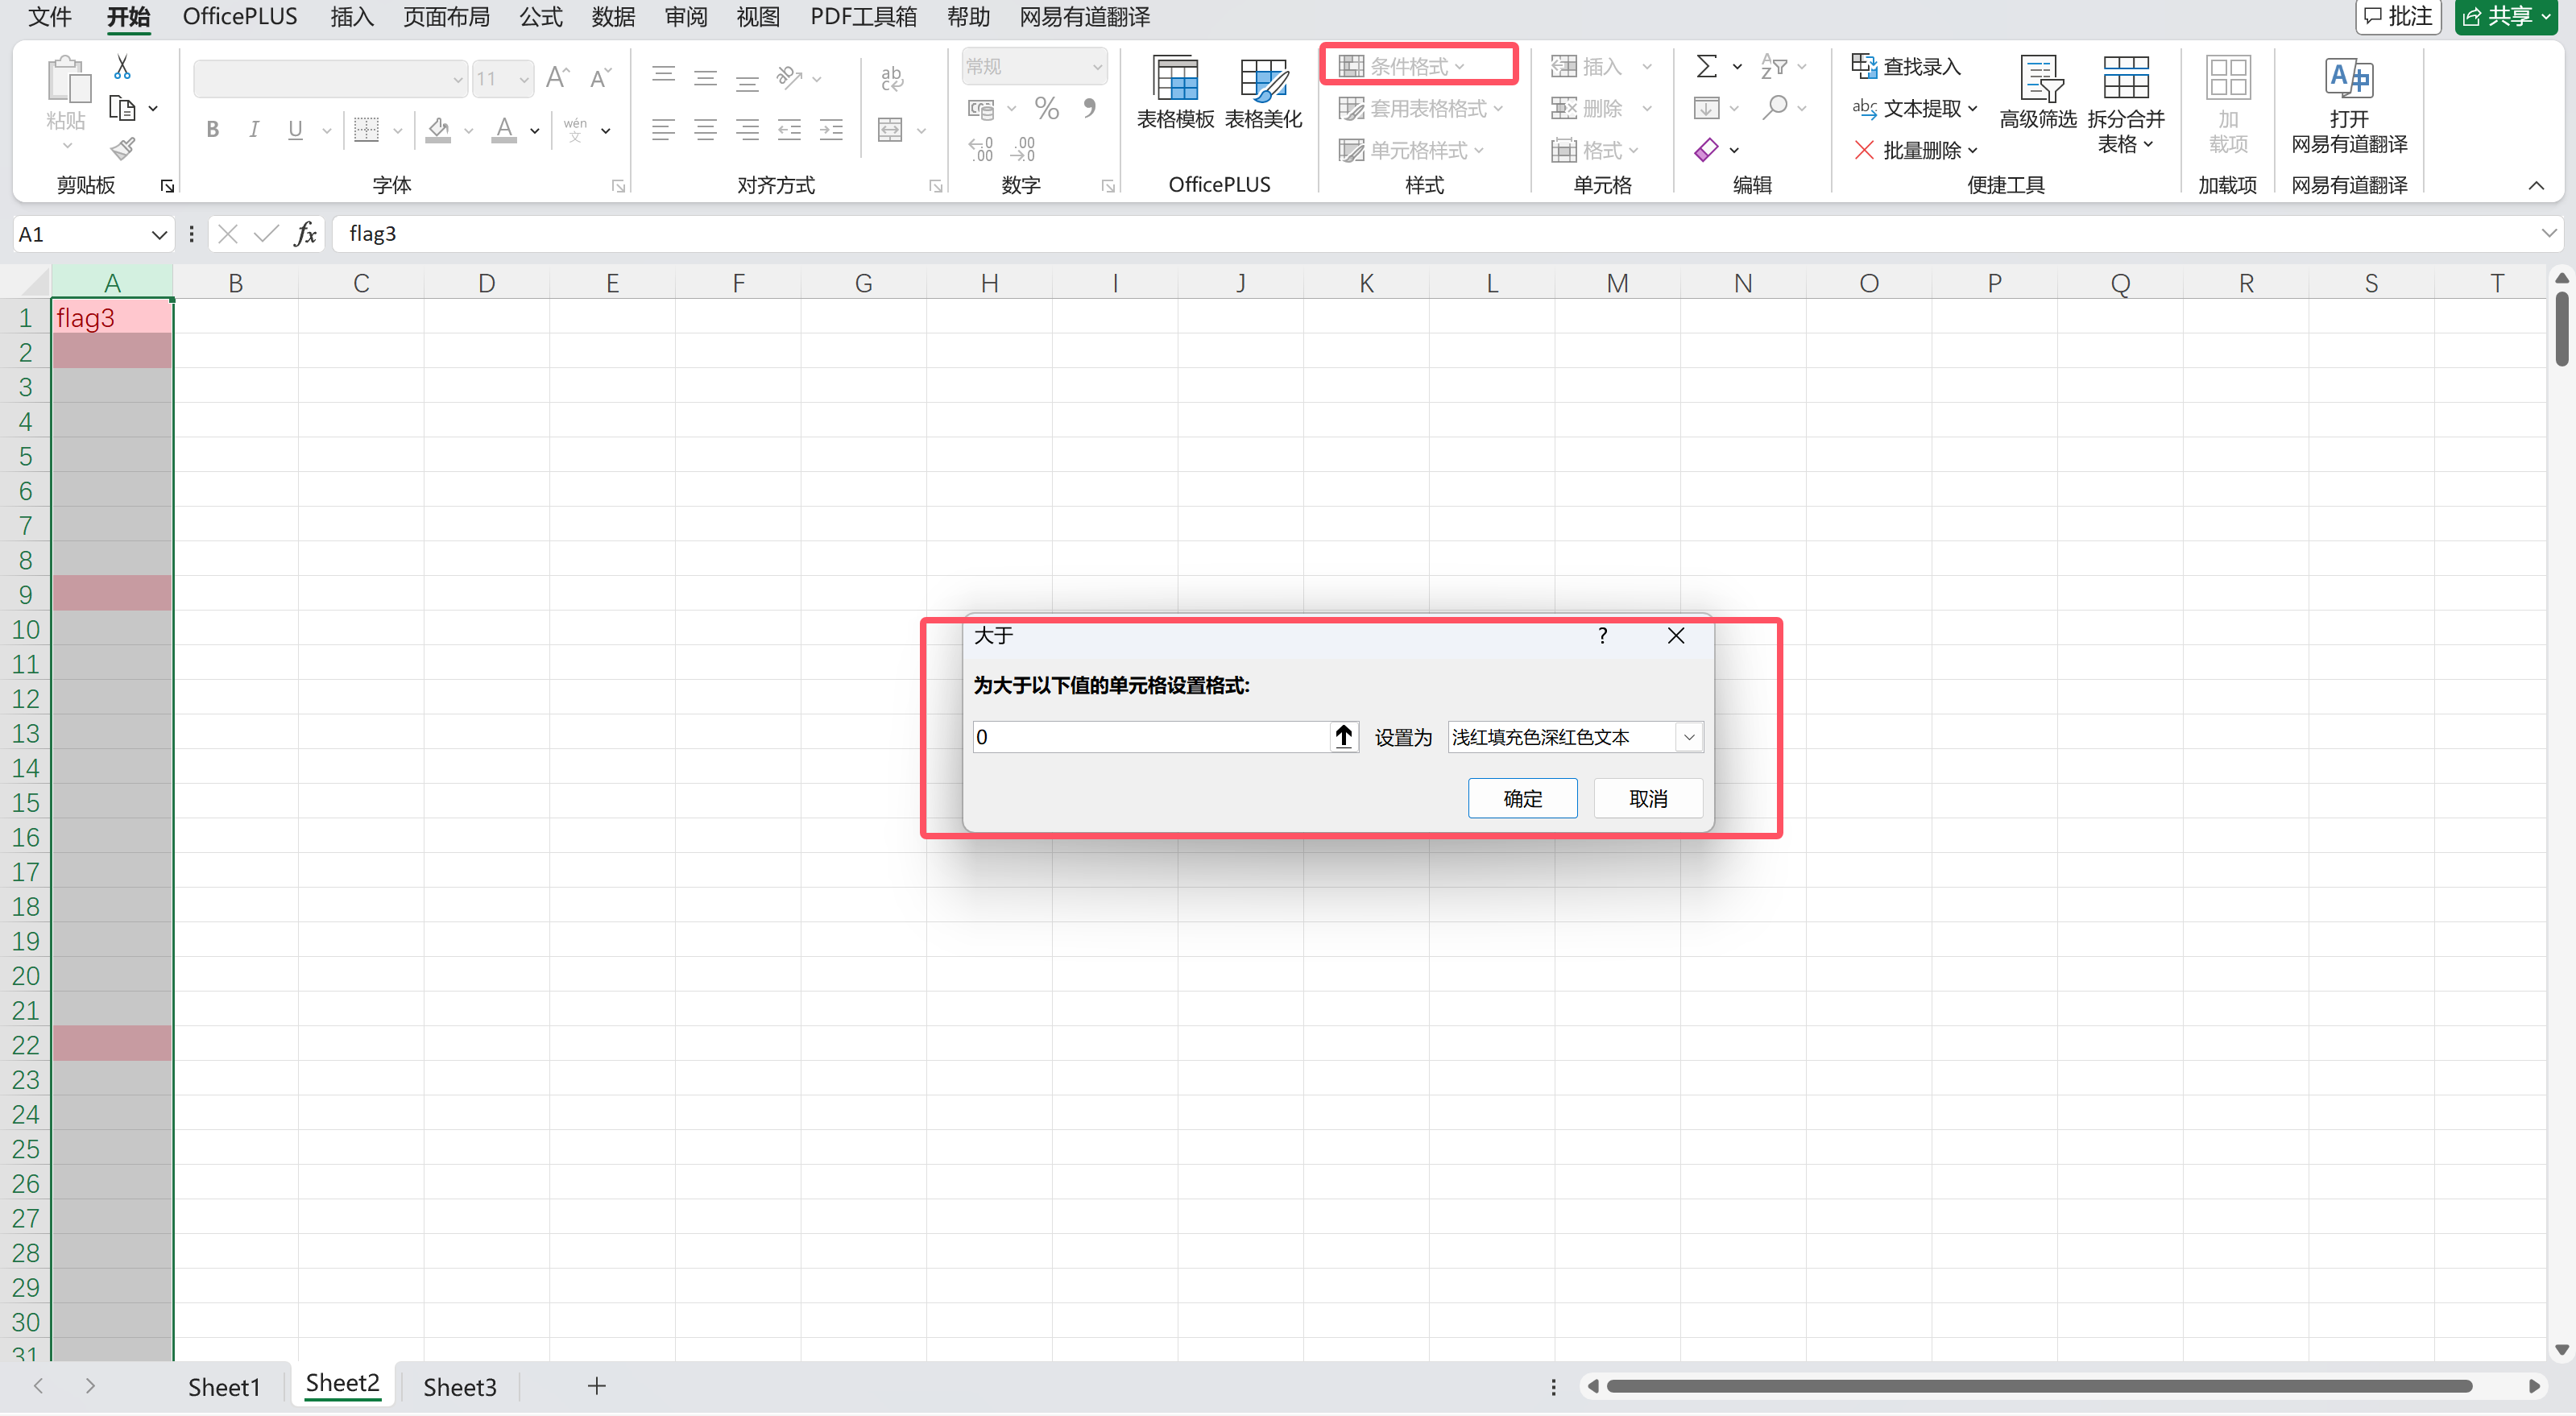 文件 开始 OfficePLUS 插入 页面布局 公式 数据 审阅 视图 PDF工具箱 帮助 网易有道翻译 批注 共享
粘贴
剪贴板
11 A A
B I U A wén 文
字体
ab
对齐方式
常规
% 9
.00 .0
数字
表格模板 表格美化
OfficePLUS
条件格式
套用表格格式
单元格样式
样式
插入
删除
格式
单元格
编辑
查找录入
文本提取
批量删除
高级筛选 拆分合并
表格
便捷工具
加
载项
加载项
打开
网易有道翻译
网易有道翻译
A1 fx flag3
A B C D E F G H I J K L M N O P Q R S T
1 flag3
2
3
4
5
6
7
8
9
10
11
12
13
14
15
16
17
18
19
20
21
22
23
24
25
26
27
28
29
30
31
大于 ?
为大于以下值的单元格设置格式:
0 设置为 浅红填充色深红色文本
确定 取消
Sheet1 Sheet2 Sheet3 +